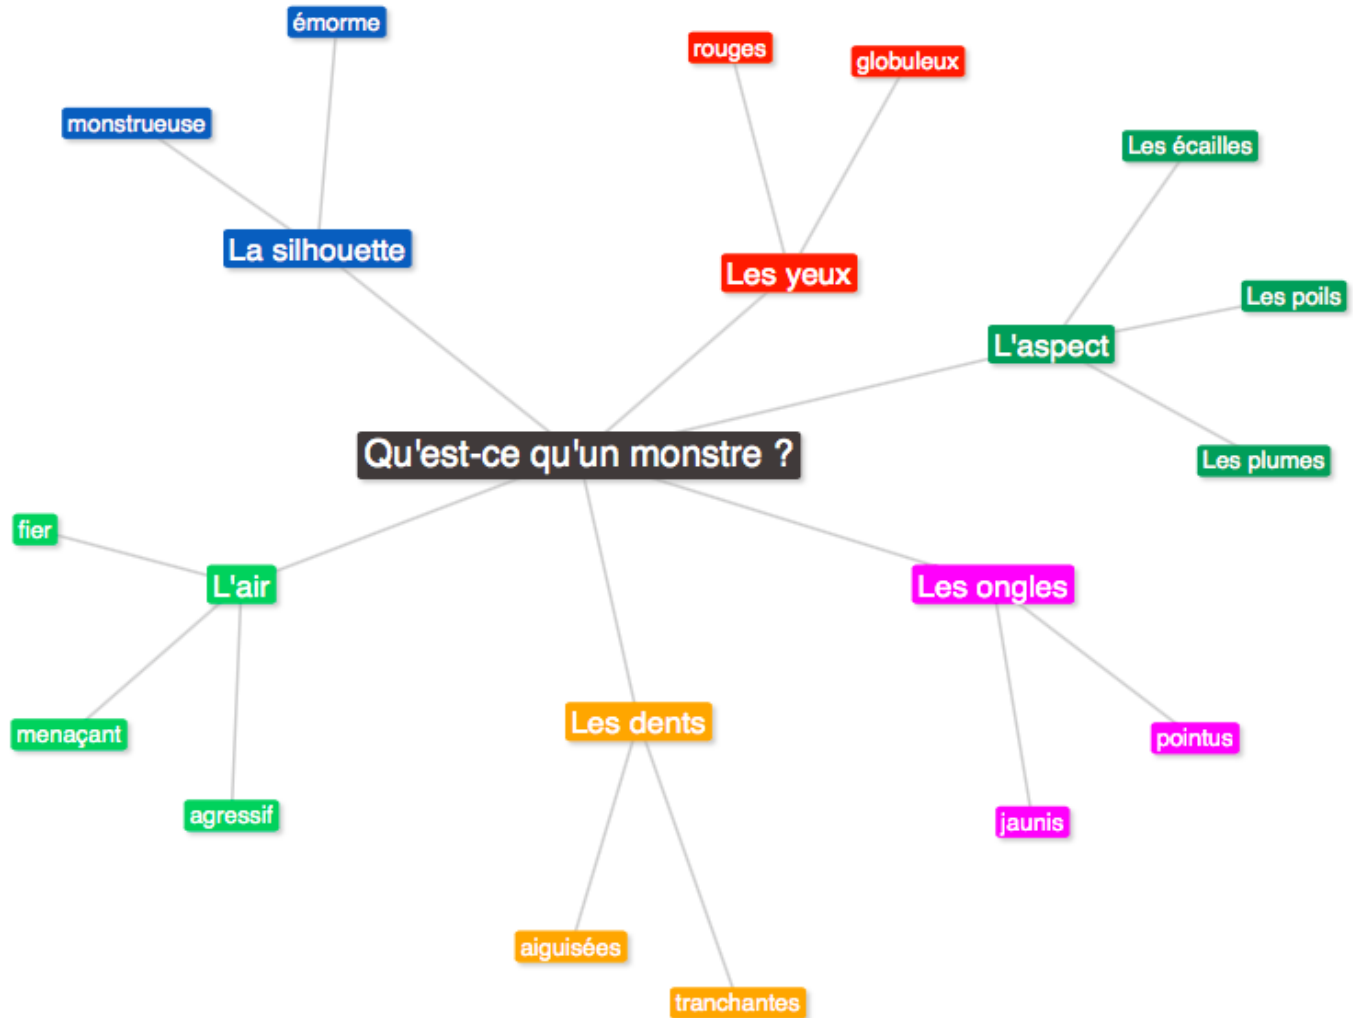 émorme
rouges
globuleux
monstrueuse
Les écailles
La silhouette
Les yeux
Les poils
L'aspect
Qu'est-ce qu'un monstre ?
Les plumes
fier
L'air
Les ongles
menaçant
Les dents
pointus
agressif
jaunis
aiguisées
tranchantes